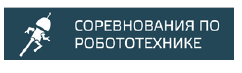 СОРЕВНОВАНИЯ ПО
РОБОТОТЕХНИКЕ